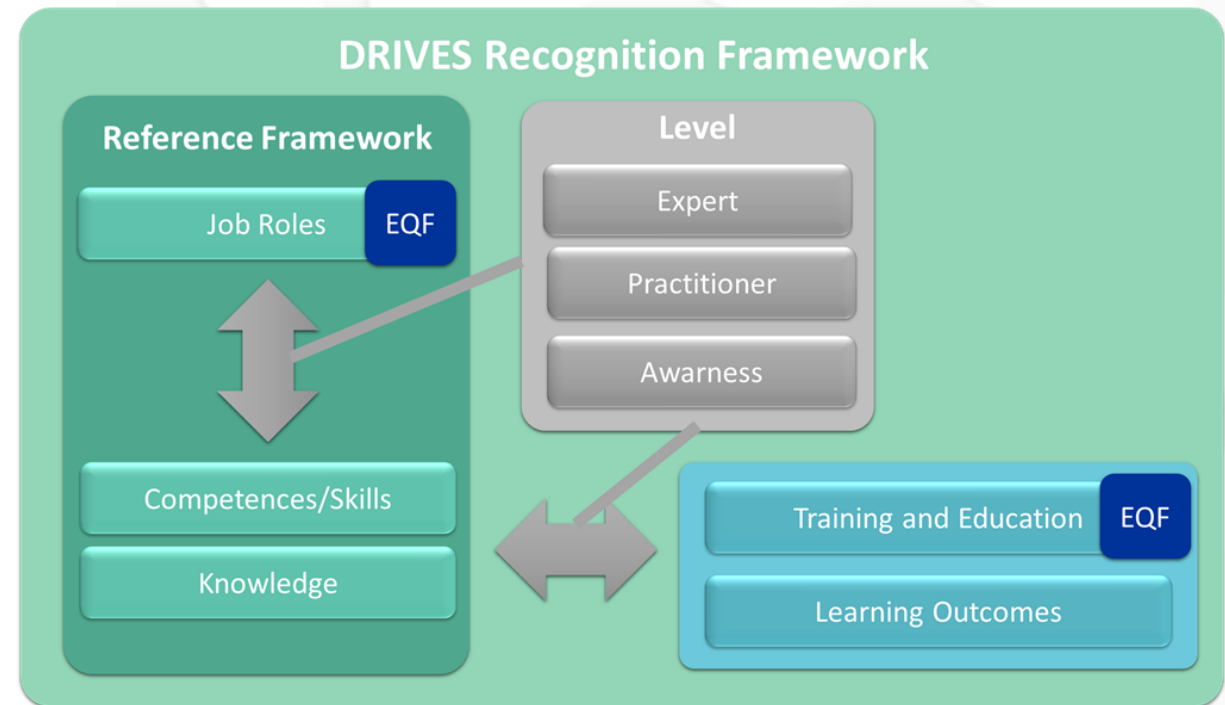 DRIVES Recognition Framework
Reference Framework
Job Roles
EQF
Competences/Skills
Knowledge
Level
Expert
Practitioner
Awarness
Training and Education
EQF
Learning Outcomes